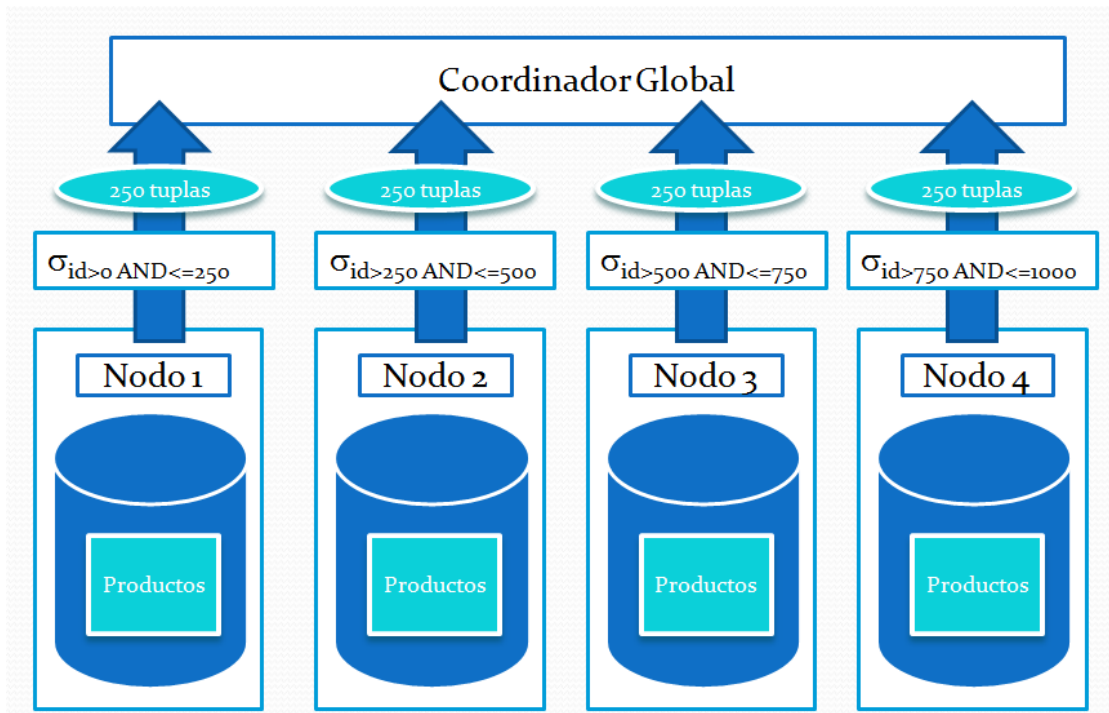 Coordinador Global
250 tuplas
250 tuplas
250 tuplas
250 tuplas
σid>0 AND<=250
σid>250 AND<=500
σid>500 AND<=750
σid>750 AND<=1000
Nodo 1
Nodo 2
Nodo 3
Nodo 4
Productos
Productos
Productos
Productos